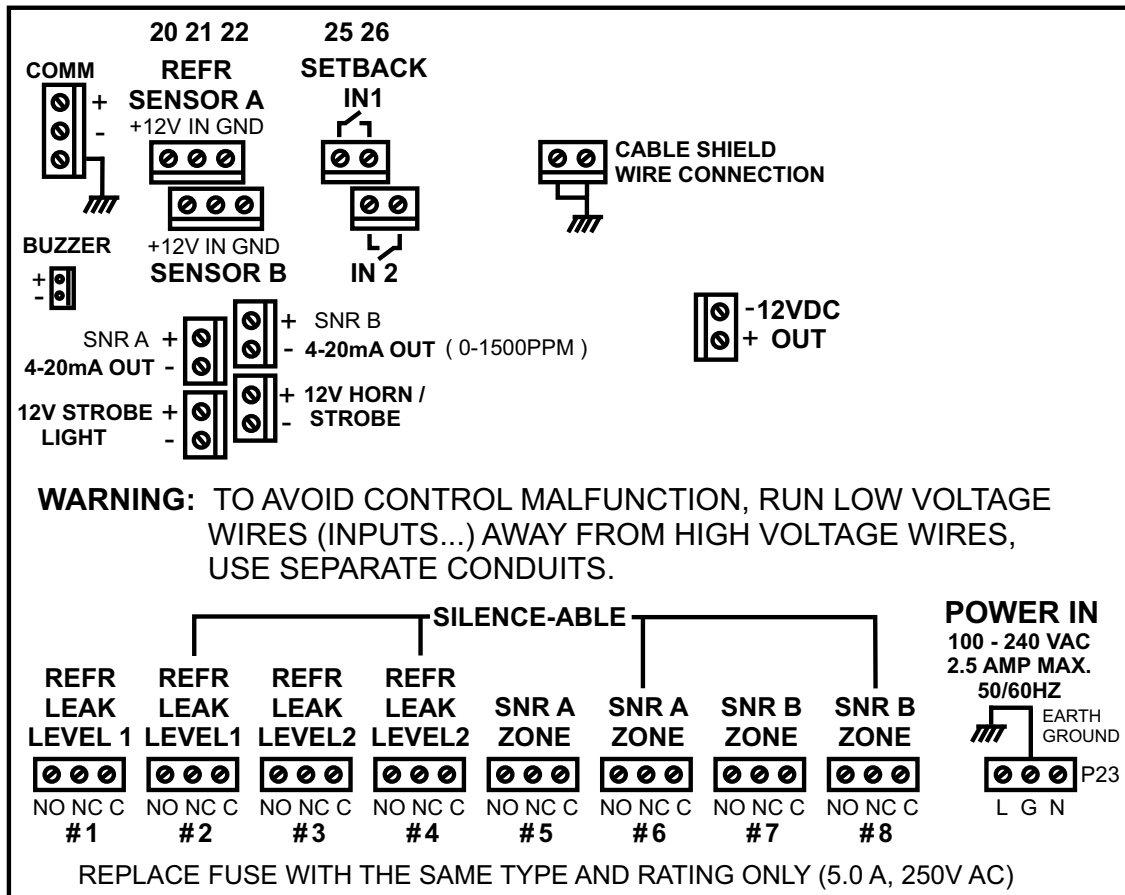 20 21 22
25 26
COMM
REFR
SENSOR A
+12V IN GND
SETBACK
IN1
+
-
CABLE SHIELD
WIRE CONNECTION
BUZZER
+
-
+12V IN GND
SENSOR B
IN 2
-12VDC
+ OUT
SNR A +
4-20mA OUT -
+ SNR B
- 4-20mA OUT ( 0-1500PPM )
12V STROBE +
LIGHT -
+ 12V HORN /
- STROBE
WARNING: TO AVOID CONTROL MALFUNCTION, RUN LOW VOLTAGE
WIRES (INPUTS...) AWAY FROM HIGH VOLTAGE WIRES,
USE SEPARATE CONDUITS.
SILENCE-ABLE
POWER IN
100 - 240 VAC
2.5 AMP MAX.
50/60HZ
EARTH
GROUND
P23
L G N
REFR
LEAK
LEVEL 1
NO NC C
#1
REFR
LEAK
LEVEL1
NO NC C
#2
REFR
LEAK
LEVEL2
NO NC C
#3
REFR
LEAK
LEVEL2
NO NC C
#4
SNR A
ZONE
NO NC C
#5
SNR A
ZONE
NO NC C
#6
SNR B
ZONE
NO NC C
#7
SNR B
ZONE
NO NC C
#8
REPLACE FUSE WITH THE SAME TYPE AND RATING ONLY (5.0 A, 250V AC)